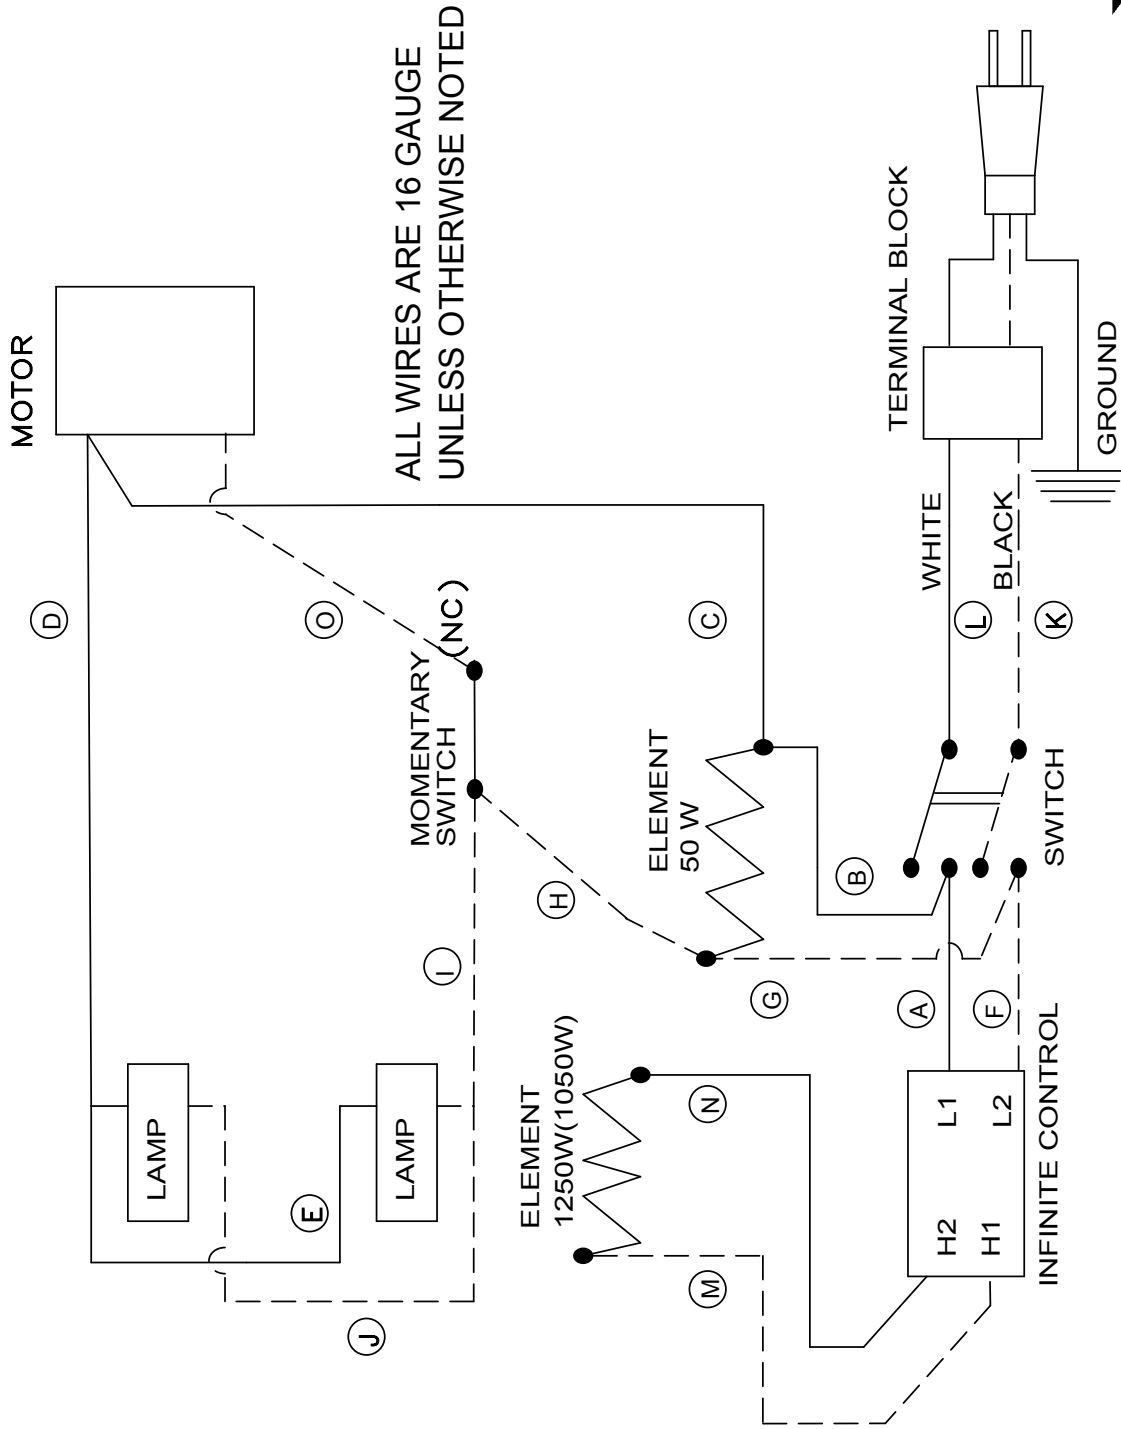 MOTOR
ALL WIRES ARE 16 GAUGE
UNLESS OTHERWISE NOTED
D
O
MOMENTARY (NC)
SWITCH
I
H
LAMP
E
LAMP
J
ELEMENT
50 W
C
B
G
ELEMENT
1250W(1050W)
N
M
TERMINAL BLOCK
GROUND
WHITE
BLACK
L
K
SWITCH
A
F
L1
L2
H2
H1
INFINITE CONTROL